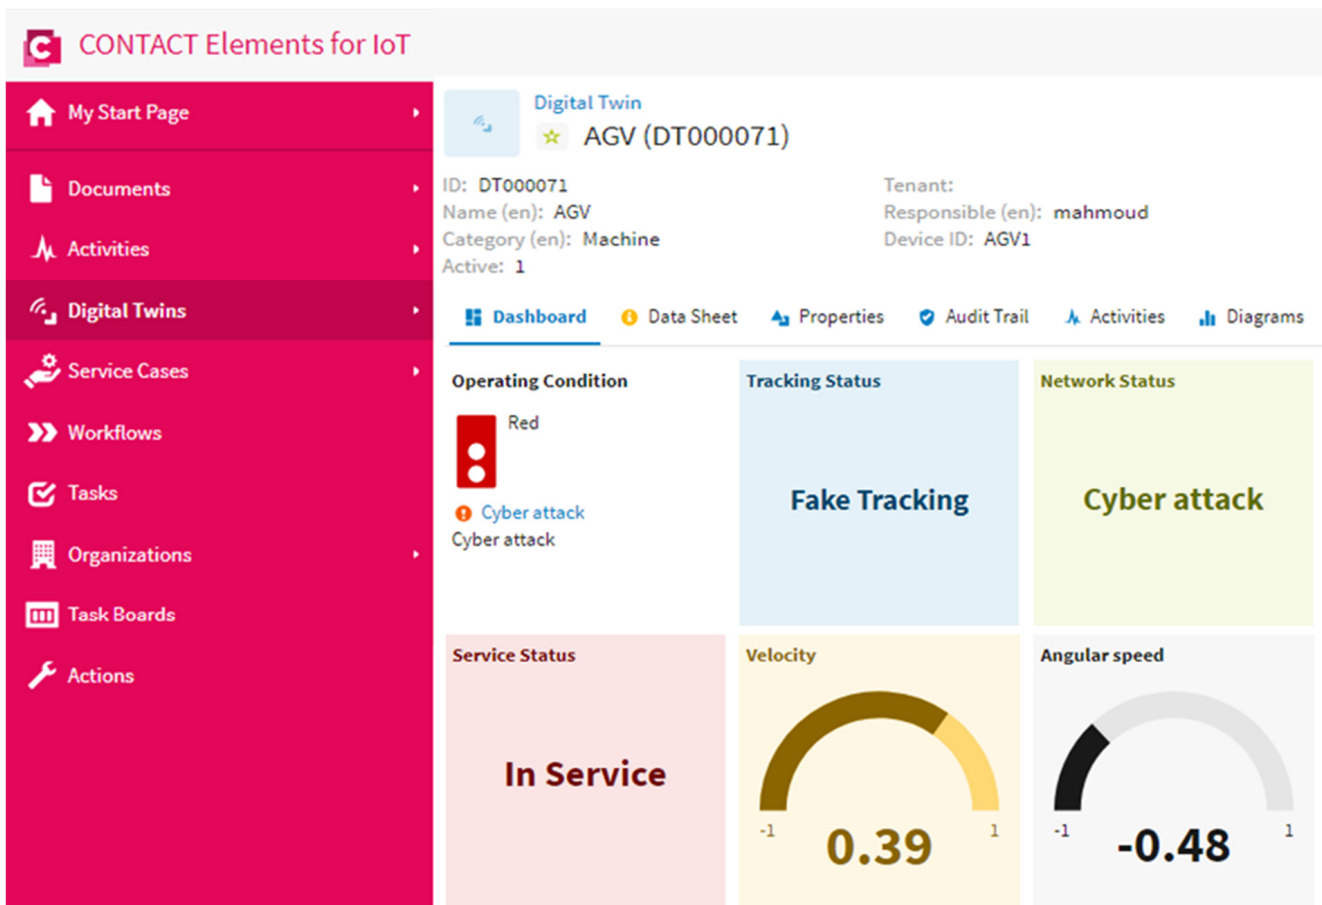 CONTACT Elements for IoT
My Start Page
Documents
Activities
Digital Twins
Service Cases
Workflows
Tasks
Organizations
Task Boards
Actions
Digital Twin
AGV (DT000071)
ID: DT000071
Name (en): AGV
Category (en): Machine
Active: 1
Tenant:
Responsible (en): mahmoud
Device ID: AGV1
Dashboard Data Sheet Properties Audit Trail Activities Diagrams
Operating Condition
Red
Cyber attack
Cyber attack
Tracking Status
Fake Tracking
Network Status
Cyber attack
Service Status
In Service
Velocity
-1 0.39 1
Angular speed
-1 -0.48 1